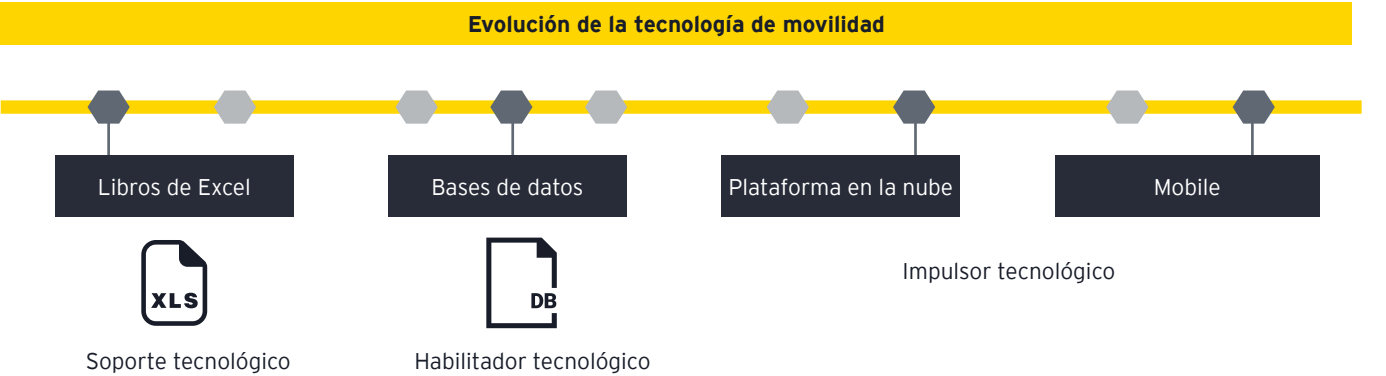 Evolución de la tecnología de movilidad
Libros de Excel
Bases de datos
Plataforma en la nube
Mobile
XLS
DB
Impulsor tecnológico
Soporte tecnológico
Habilitador tecnológico